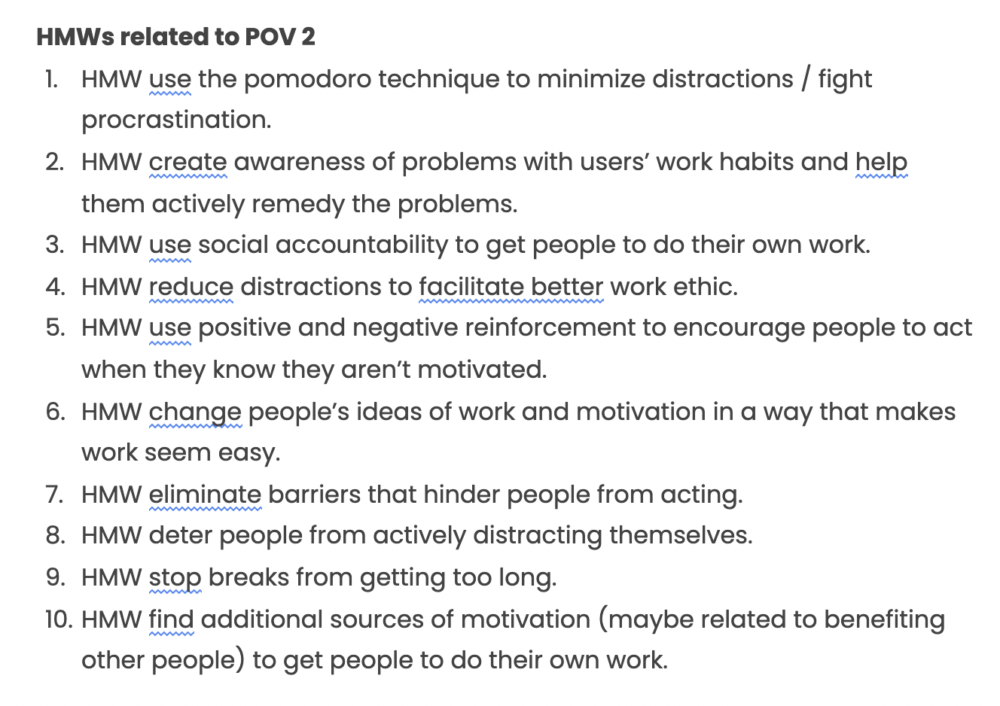 HMWs related to POV 2
1. HMW use the pomodoro technique to minimize distractions / fight
procrastination.
2. HMW create awareness of problems with users’ work habits and help
them actively remedy the problems.
3. HMW use social accountability to get people to do their own work.
4. HMW reduce distractions to facilitate better work ethic.
5. HMW use positive and negative reinforcement to encourage people to act
when they know they aren’t motivated.
6. HMW change people’s ideas of work and motivation in a way that makes
work seem easy.
7. HMW eliminate barriers that hinder people from acting.
8. HMW deter people from actively distracting themselves.
9. HMW stop breaks from getting too long.
10. HMW find additional sources of motivation (maybe related to benefiting
other people) to get people to do their own work.